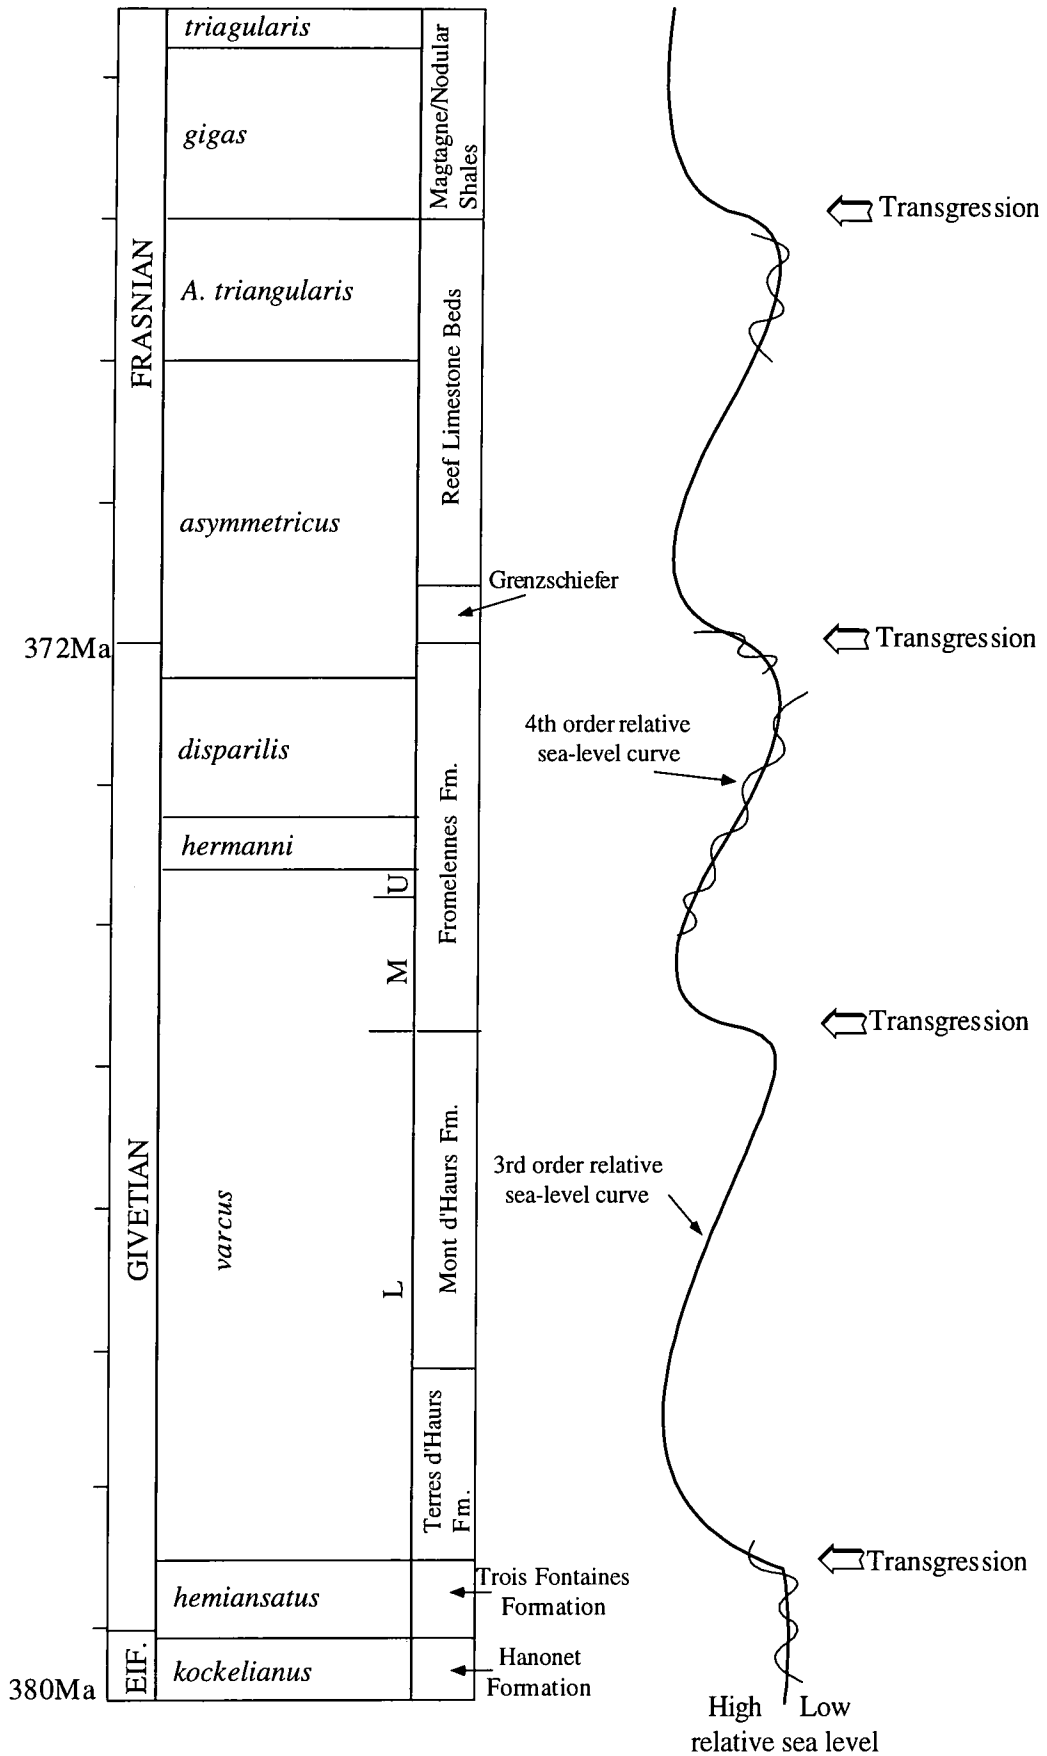 triagularis
gigas
Magtagne/Nodular
Shales
Transgression
FRASNIAN
A. triangularis
Reef Limestone Beds
asymmetricus
Grenzschiefer
372Ma
Transgression
disparilis
4th order relative
sea-level curve
hermanni
Fromelennes Fm.
U
M
Transgression
GIVETIAN
varcus
L
Mont d'Haurs Fm.
3rd order relative
sea-level curve
Terres d'Haurs
Fm.
Transgression
hemiansatus
Trois Fontaines
Formation
EIF.
kockelianus
Hanonet
Formation
380Ma
High Low
relative sea level